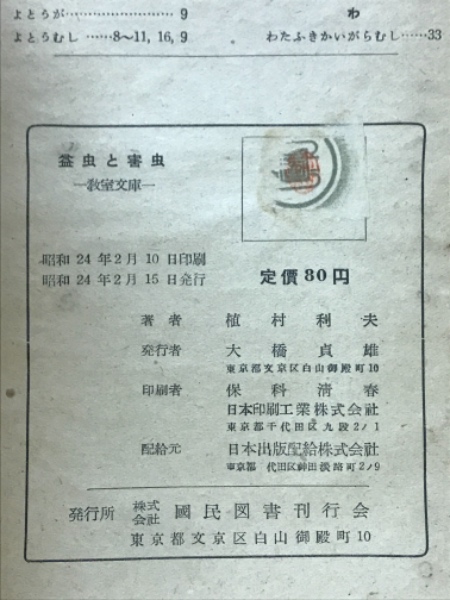 よとうが……………………9
よとうむし ……8〜11, 16, 9
わ
わたふきかいがらむし……33
益虫と害虫
—教室文庫—
昭和 24 年 2 月 10 日印刷
昭和 24 年 2 月 15 日発行
定價 80 円
著者 植村利夫
発行者 大橋貞雄
東京都文京区白山御殿町10
印刷者 保科清春
日本印刷工業株式会社
東京都千代田区九段2ノ1
配給元 日本出版配給株式会社
東京都 代田区神田淡路町2ノ9
発行所 株式会社 國民図書刊行会
東京都文京区白山御殿町10